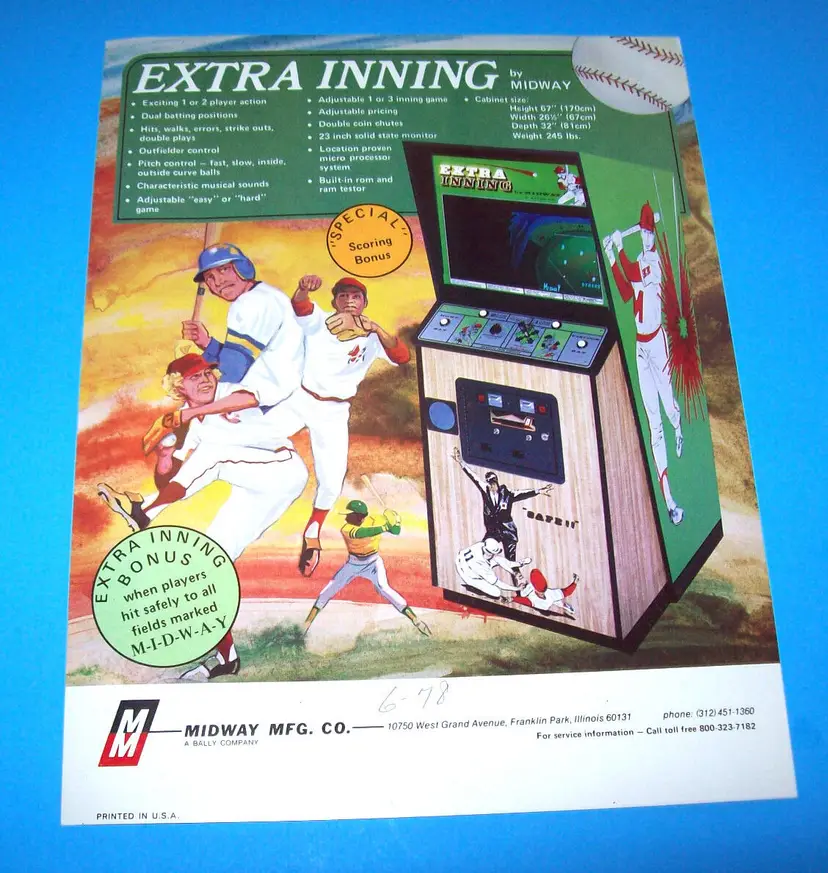 EXTRA INNING by MIDWAY
• Exciting 1 or 2 player action
• Dual batting positions
• Hits, walks, errors, strike outs,
double plays
• Outfielder control
• Pitch control — fast, slow, inside,
outside curve balls
• Characteristic musical sounds
• Adjustable "easy" or "hard"
game
• Adjustable 1 or 3 inning game
• Adjustable pricing
• Double coin chutes
• 23 inch solid state monitor
• Location proven
micro processor
system
• Built-in rom and
ram testor
• Cabinet size:
Height 67" (170cm)
Width 26½" (67cm)
Depth 32" (81cm)
Weight 245 lbs.
"SPECIAL"
Scoring
Bonus
EXTRA
INNING
"SAFE!!"
11
EXTRA INNING
BONUS
when players
hit safely to all
fields marked
M-I-D-W-A-Y
6-78
M
M
MIDWAY MFG. CO.
A BALLY COMPANY
10750 West Grand Avenue, Franklin Park, Illinois 60131 phone: (312) 451-1360
For service information — Call toll free 800-323-7182
PRINTED IN U.S.A.